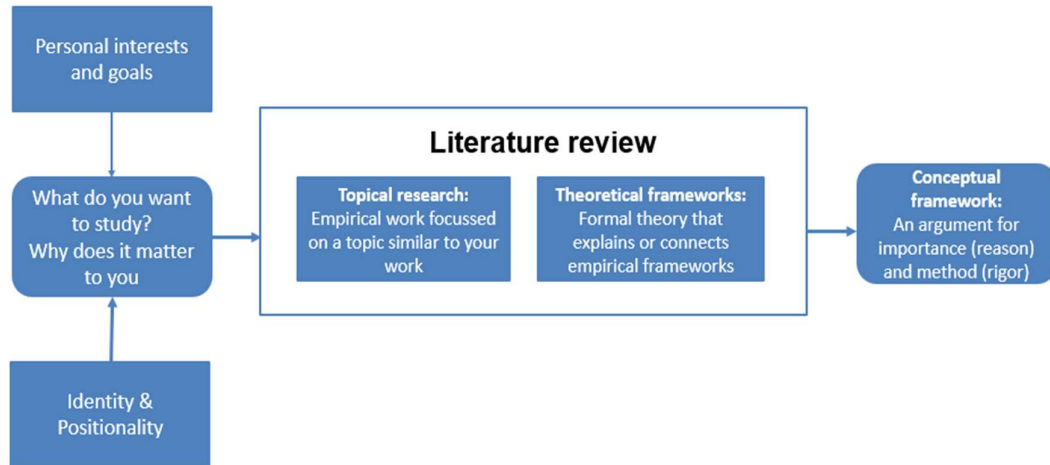 Personal interests
and goals
What do you want
to study?
Why does it matter
to you
Identity &
Positionality
Literature review
Topical research:
Empirical work focussed
on a topic similar to your
work
Theoretical frameworks:
Formal theory that
explains or connects
empirical frameworks
Conceptual
framework:
An argument for
importance (reason)
and method (rigor)